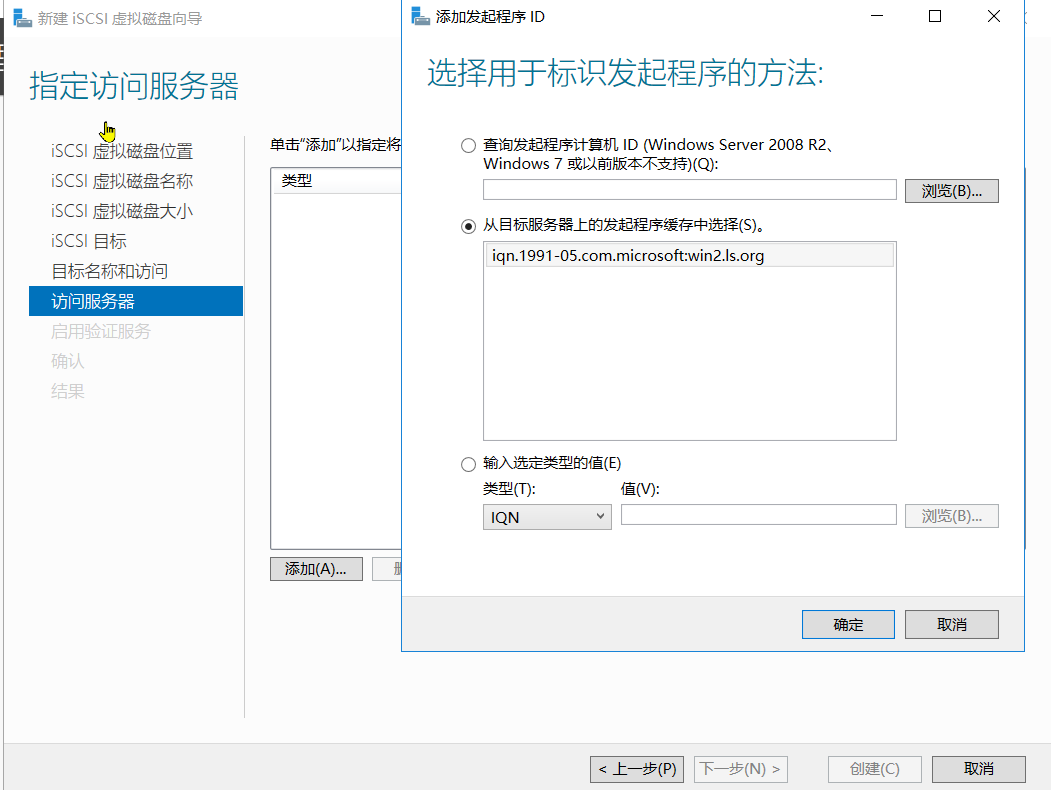 新建 iSCSI 虚拟磁盘向导
指定访问服务器
iSCSI 虚拟磁盘位置
iSCSI 虚拟磁盘名称
iSCSI 虚拟磁盘大小
iSCSI 目标
目标名称和访问
访问服务器
启用验证服务
确认
结果
单击“添加”以指定将
类型
添加(A)...
添加发起程序 ID
选择用于标识发起程序的方法:
查询发起程序计算机 ID (Windows Server 2008 R2、
Windows 7 或以前版本不支持)(Q):
浏览(B)...
从目标服务器上的发起程序缓存中选择(S)。
iqn.1991-05.com.microsoft:win2.ls.org
输入选定类型的值(E)
类型(T):
值(V):
IQN
浏览(B)...
确定
取消
< 上一步(P)
下一步(N) >
创建(C)
取消